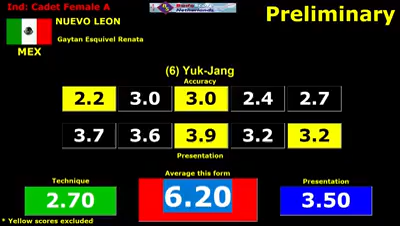 Ind: Cadet Female A
Preliminary
NUEVO LEON
Gaytan Esquivel Renata
MEX
(6) Yuk-Jang
Accuracy
2.2 3.0 3.0 2.4 2.7
3.7 3.6 3.9 3.2 3.2
Presentation
Technique Average this form Presentation
2.70 6.20 3.50
* Yellow scores excluded